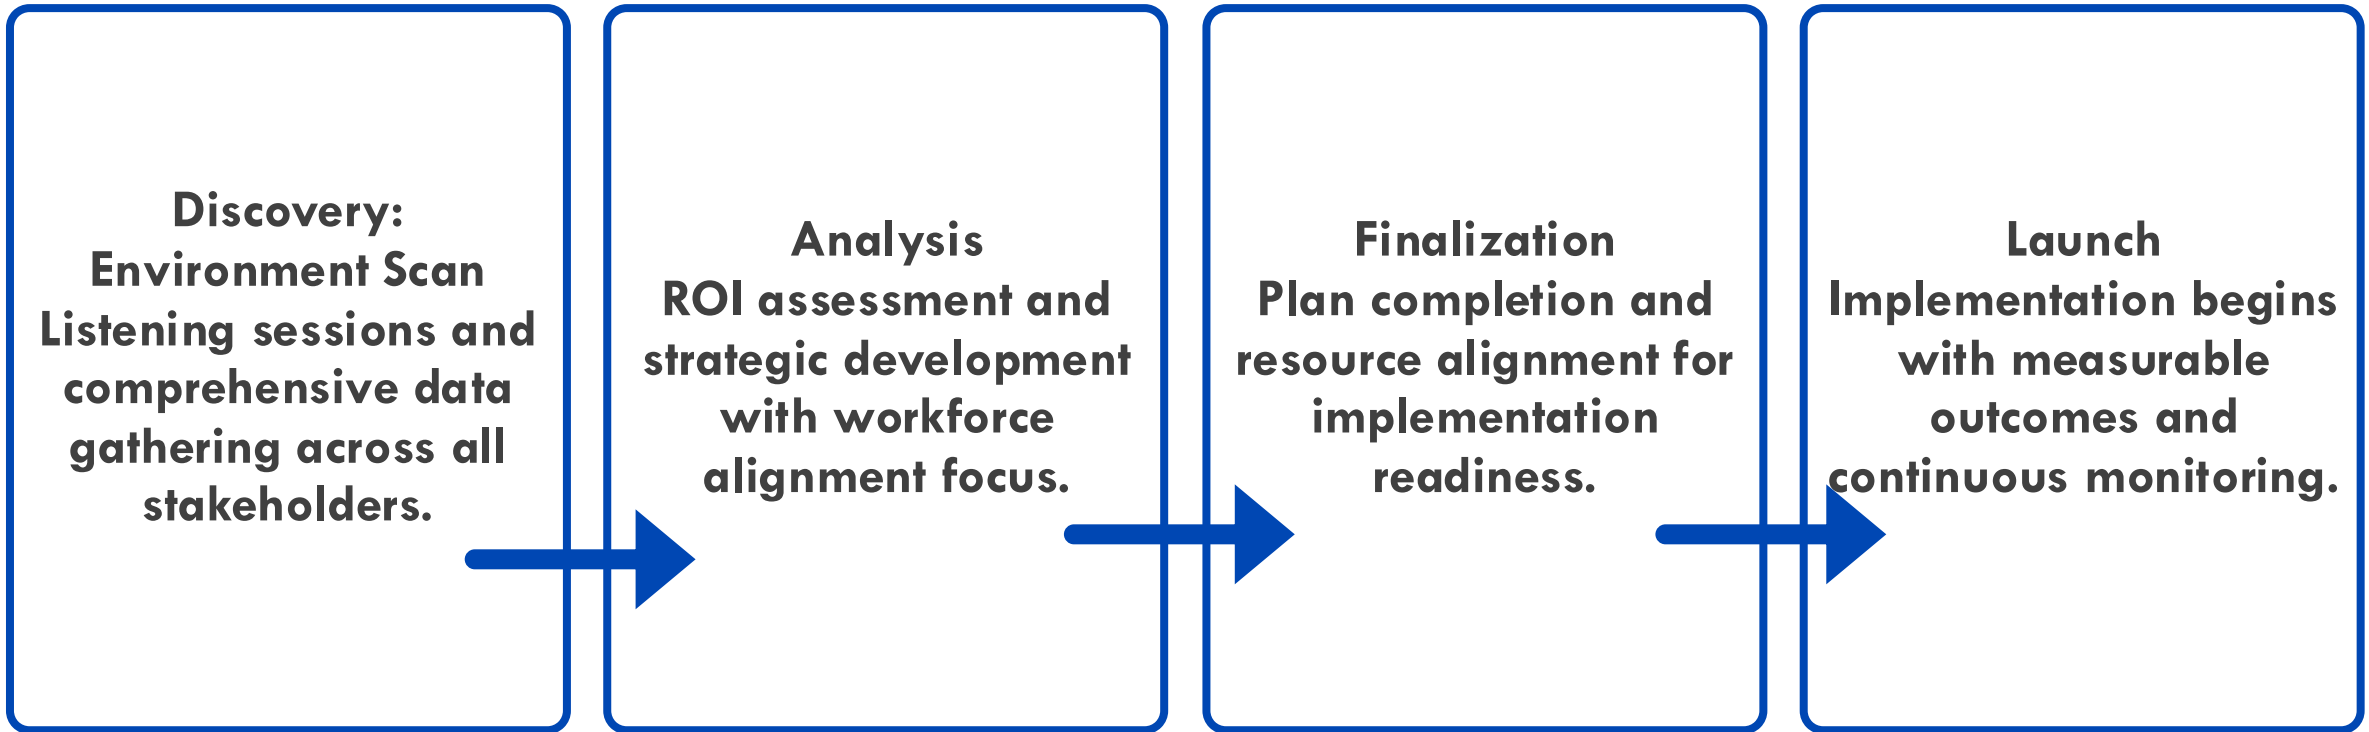 Discovery:
Environment Scan
Listening sessions and
comprehensive data
gathering across all
stakeholders.
Analysis
ROI assessment and
strategic development
with workforce
alignment focus.
Finalization
Plan completion and
resource alignment for
implementation
readiness.
Launch
Implementation begins
with measurable
outcomes and
continuous monitoring.